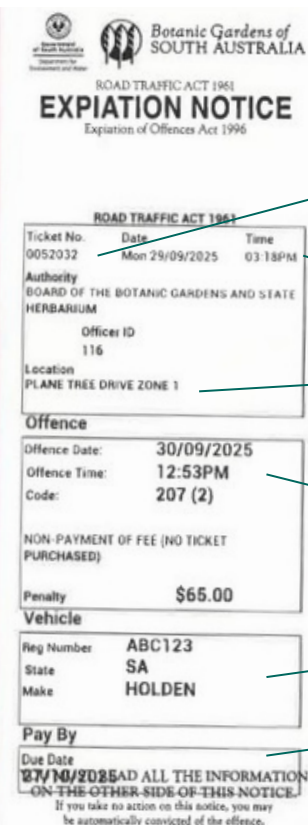 Government
of South Australia
Department for
Environment and Water
Botanic Gardens of
SOUTH AUSTRALIA
ROAD TRAFFIC ACT 1961
EXPIATION NOTICE
Expiation of Offences Act 1996
ROAD TRAFFIC ACT 1961
Ticket No. Date Time
0052032 Mon 29/09/2025 03:18PM
Authority
BOARD OF THE BOTANIC GARDENS AND STATE
HERBARIUM
Officer ID
116
Location
PLANE TREE DRIVE ZONE 1
Offence
Offence Date: 30/09/2025
Offence Time: 12:53PM
Code: 207 (2)
NON-PAYMENT OF FEE (NO TICKET
PURCHASED)
Penalty $65.00
Vehicle
Reg Number ABC123
State SA
Make HOLDEN
Pay By
Due Date
27/10/2025
READ ALL THE INFORMATION
ON THE OTHER SIDE OF THIS NOTICE.
If you take no action on this notice, you may
be automatically convicted of the offence.